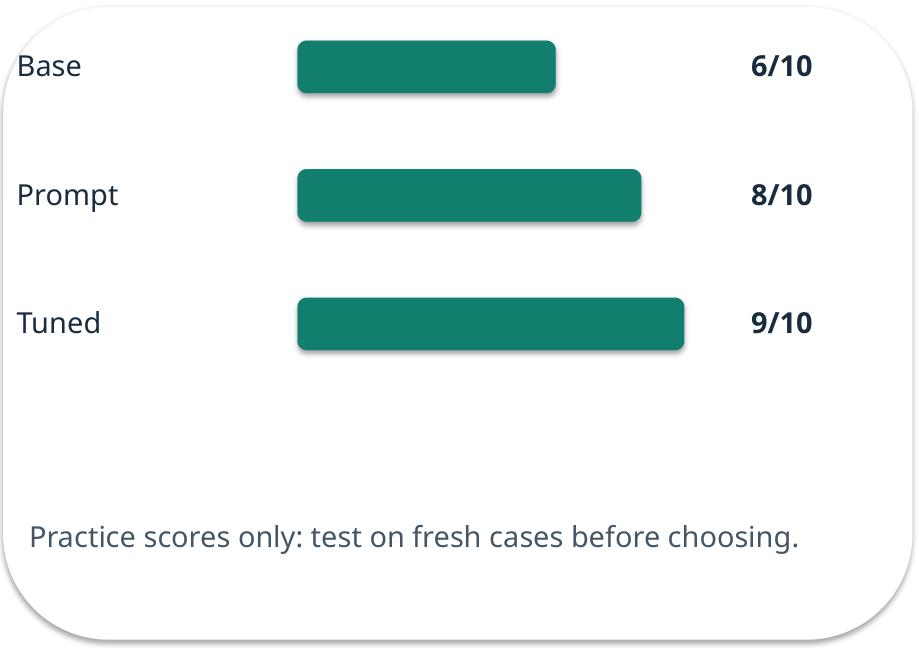 Base 6/10
Prompt 8/10
Tuned 9/10
Practice scores only: test on fresh cases before choosing.